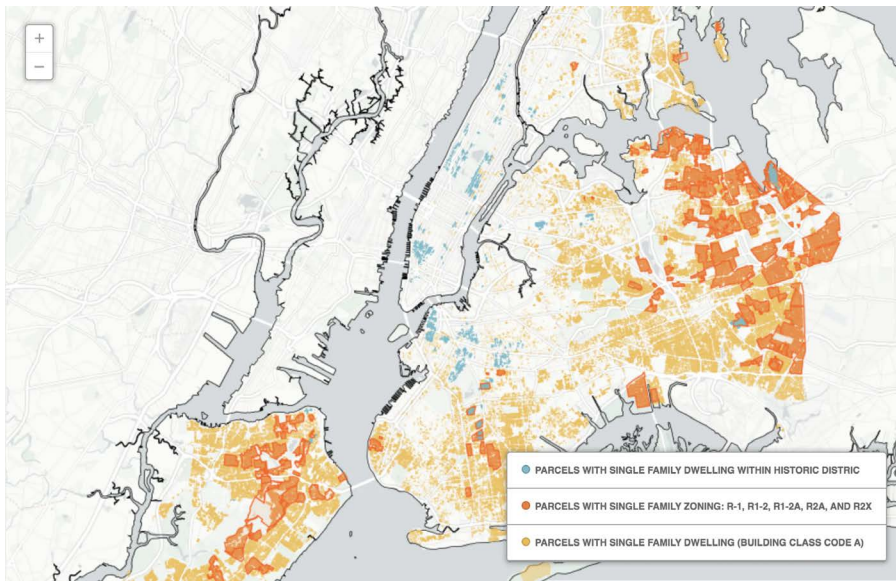 +
−
PARCELS WITH SINGLE FAMILY DWELLING WITHIN HISTORIC DISTRIC
PARCELS WITH SINGLE FAMILY ZONING: R-1, R1-2, R1-2A, R2A, AND R2X
PARCELS WITH SINGLE FAMILY DWELLING (BUILDING CLASS CODE A)